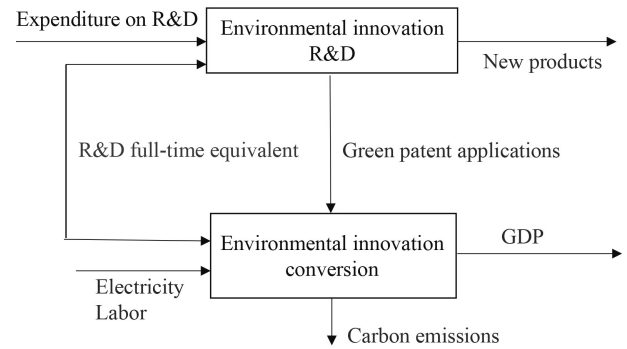 Expenditure on R&D
Environmental innovation
R&D
New products
R&D full-time equivalent
Green patent applications
Environmental innovation
conversion
GDP
Electricity
Labor
Carbon emissions